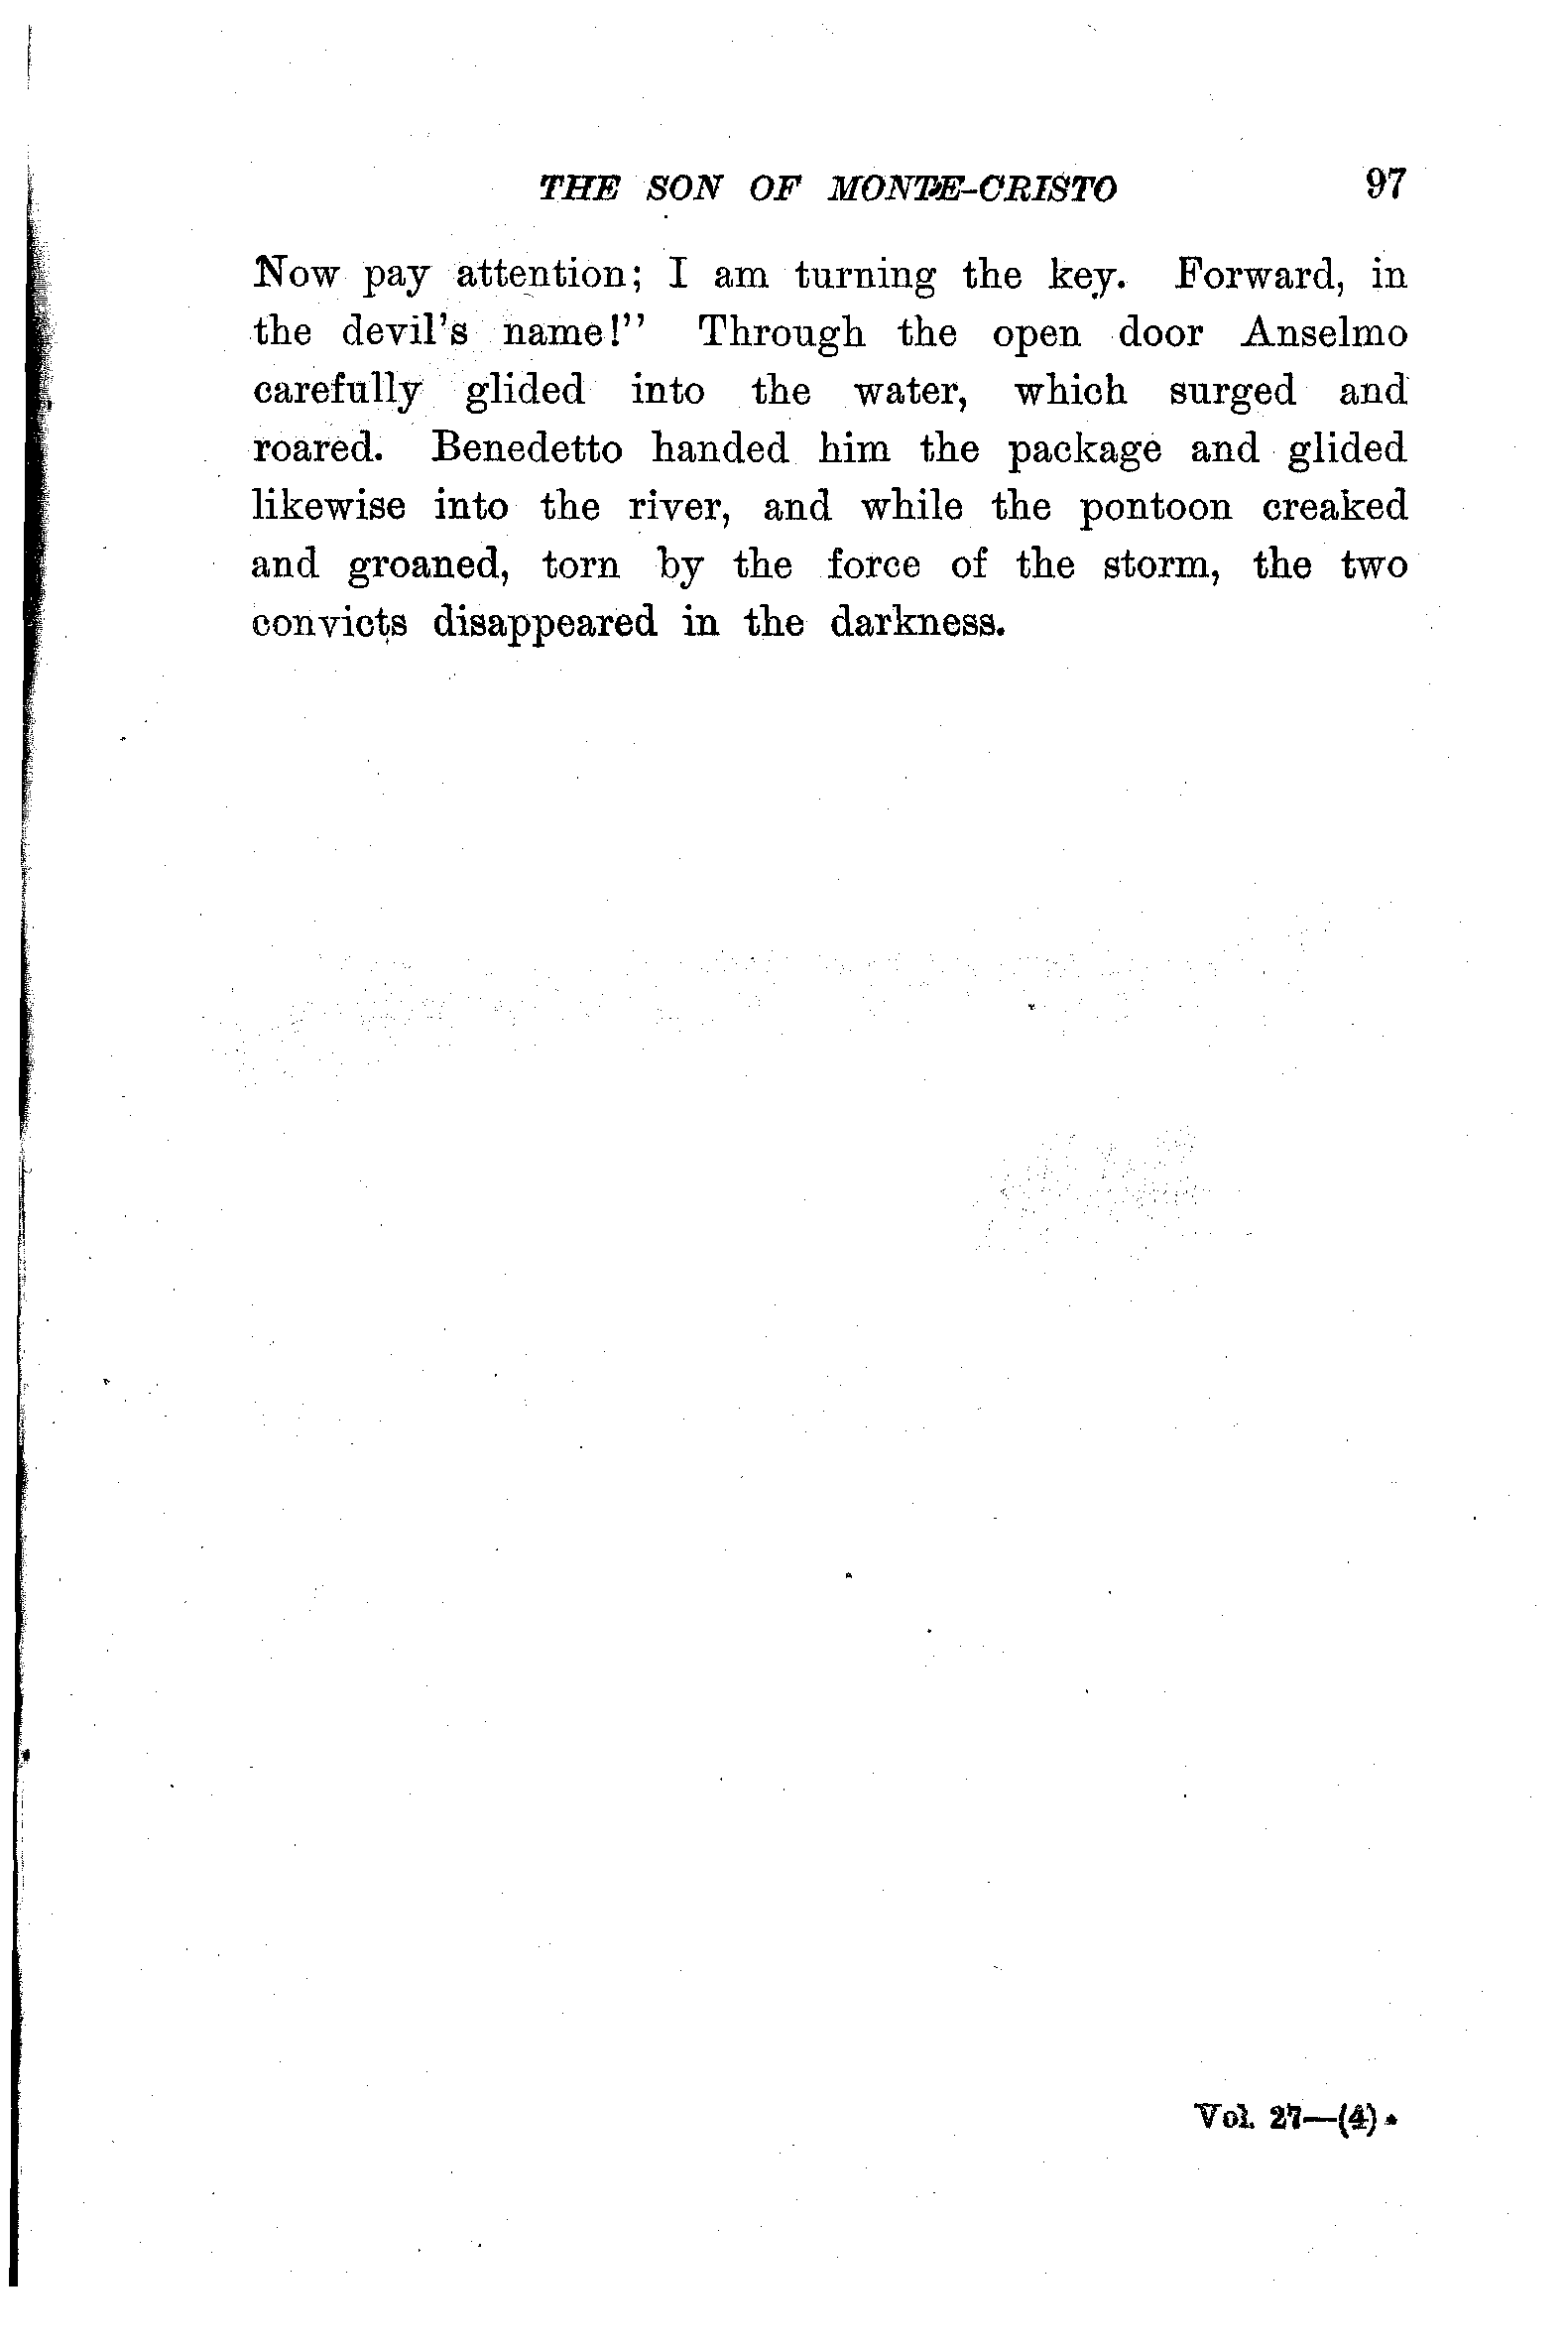 THE SON OF MONTE-CRISTO 97
Now pay attention; I am turning the key. Forward, in
the devil's name!'' Through the open door Anselmo
carefully glided into the water, which surged and
roared. Benedetto handed him the package and glided
likewise into the river, and while the pontoon creaked
and groaned, torn by the force of the storm, the two
convicts disappeared in the darkness.
Vol. 27—(4) *